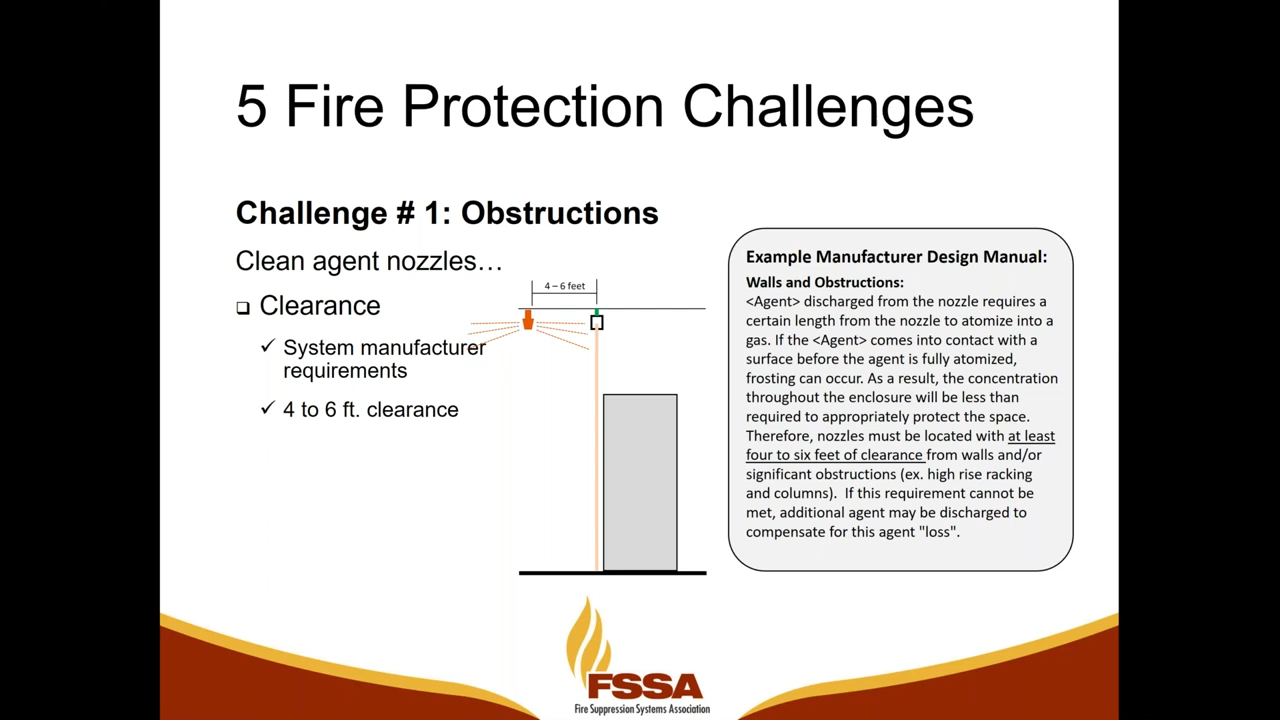 5 Fire Protection Challenges
Challenge # 1: Obstructions
Clean agent nozzles…
Clearance
System manufacturer
requirements
4 to 6 ft. clearance
4 – 6 feet
Example Manufacturer Design Manual:
Walls and Obstructions:
<Agent> discharged from the nozzle requires a
certain length from the nozzle to atomize into a
gas. If the <Agent> comes into contact with a
surface before the agent is fully atomized,
frosting can occur. As a result, the concentration
throughout the enclosure will be less than
required to appropriately protect the space.
Therefore, nozzles must be located with at least
four to six feet of clearance from walls and/or
significant obstructions (ex. high rise racking
and columns). If this requirement cannot be
met, additional agent may be discharged to
compensate for this agent "loss".
FSSA
Fire Suppression Systems Association